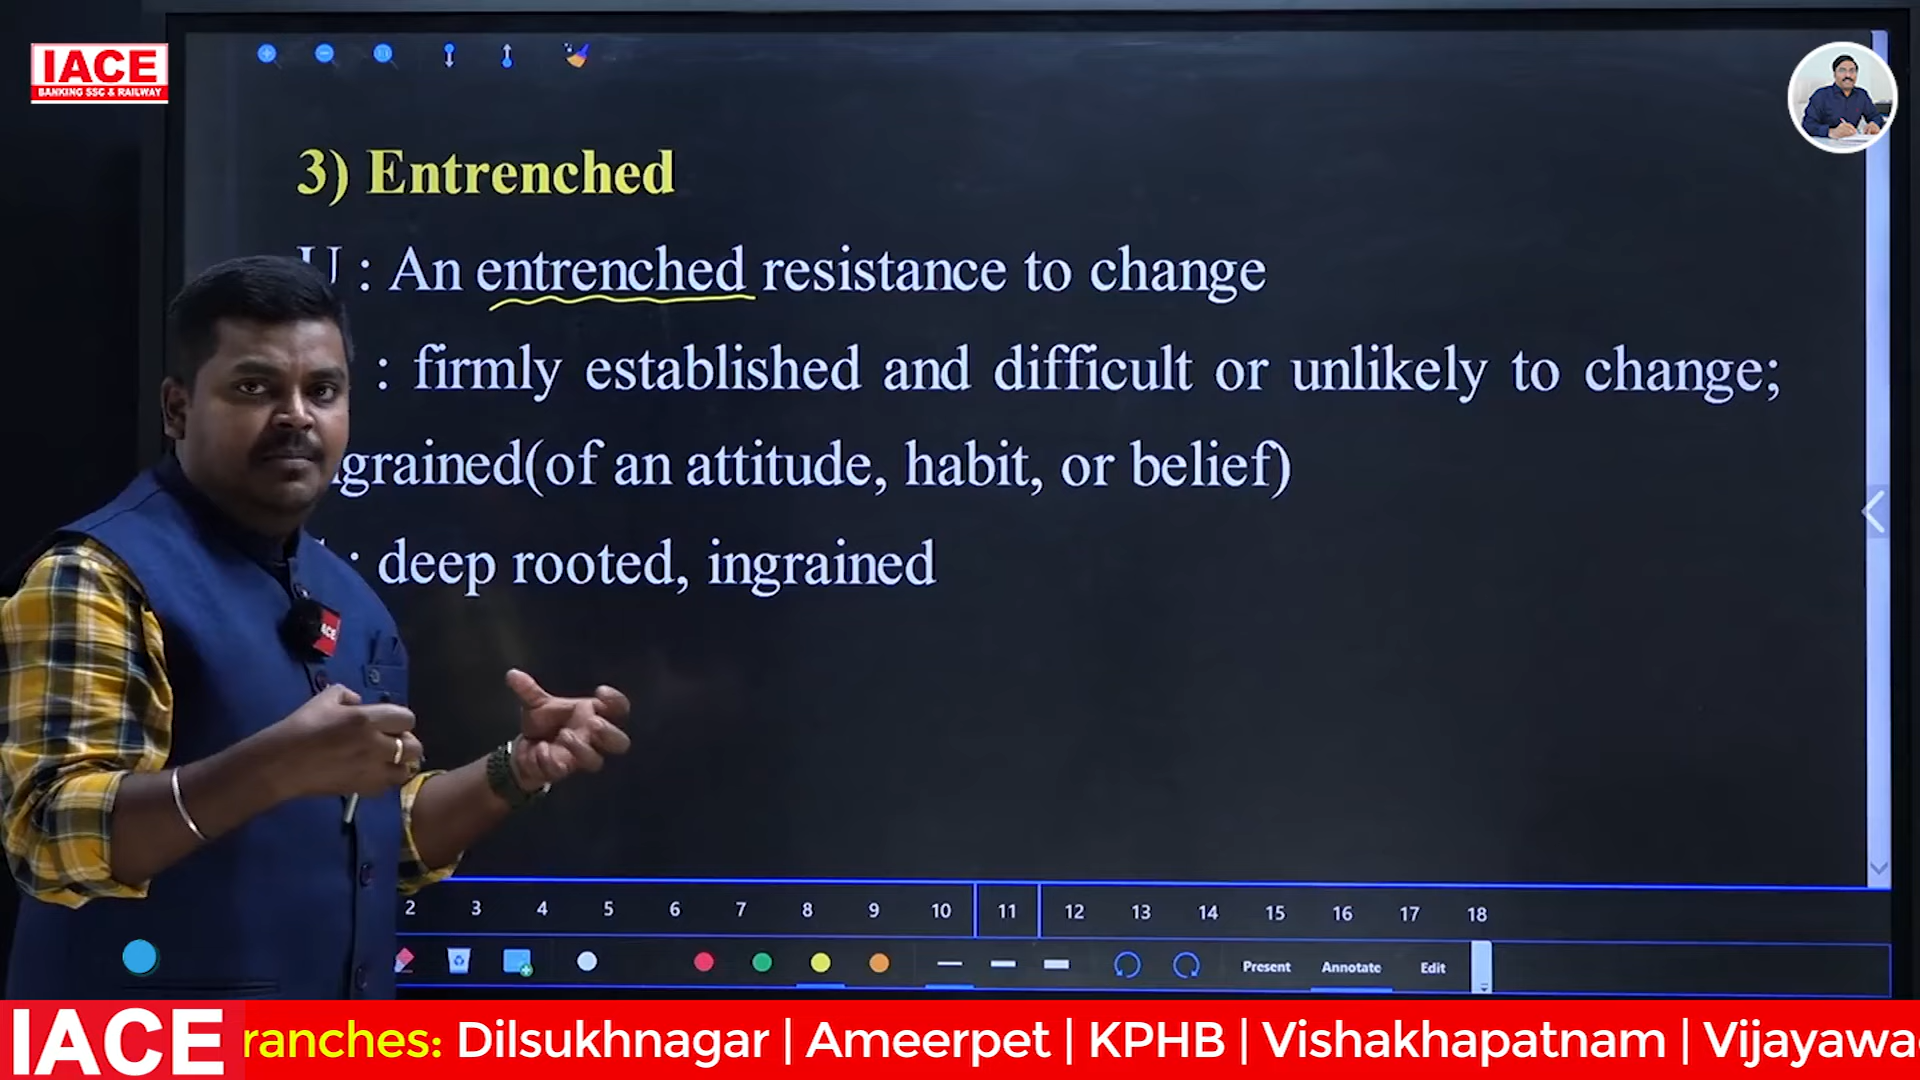 IACE
BANKING SSC & RAILWAY
3) Entrenched
U : An entrenched resistance to change
: firmly established and difficult or unlikely to change;
ngrained(of an attitude, habit, or belief)
: deep rooted, ingrained
IACE
2 3 4 5 6 7 8 9 10 11 12 13 14 15 16 17 18
Present Annotate Edit
IACE ranches: Dilsukhnagar | Ameerpet | KPHB | Vishakhapatnam | Vijayawa